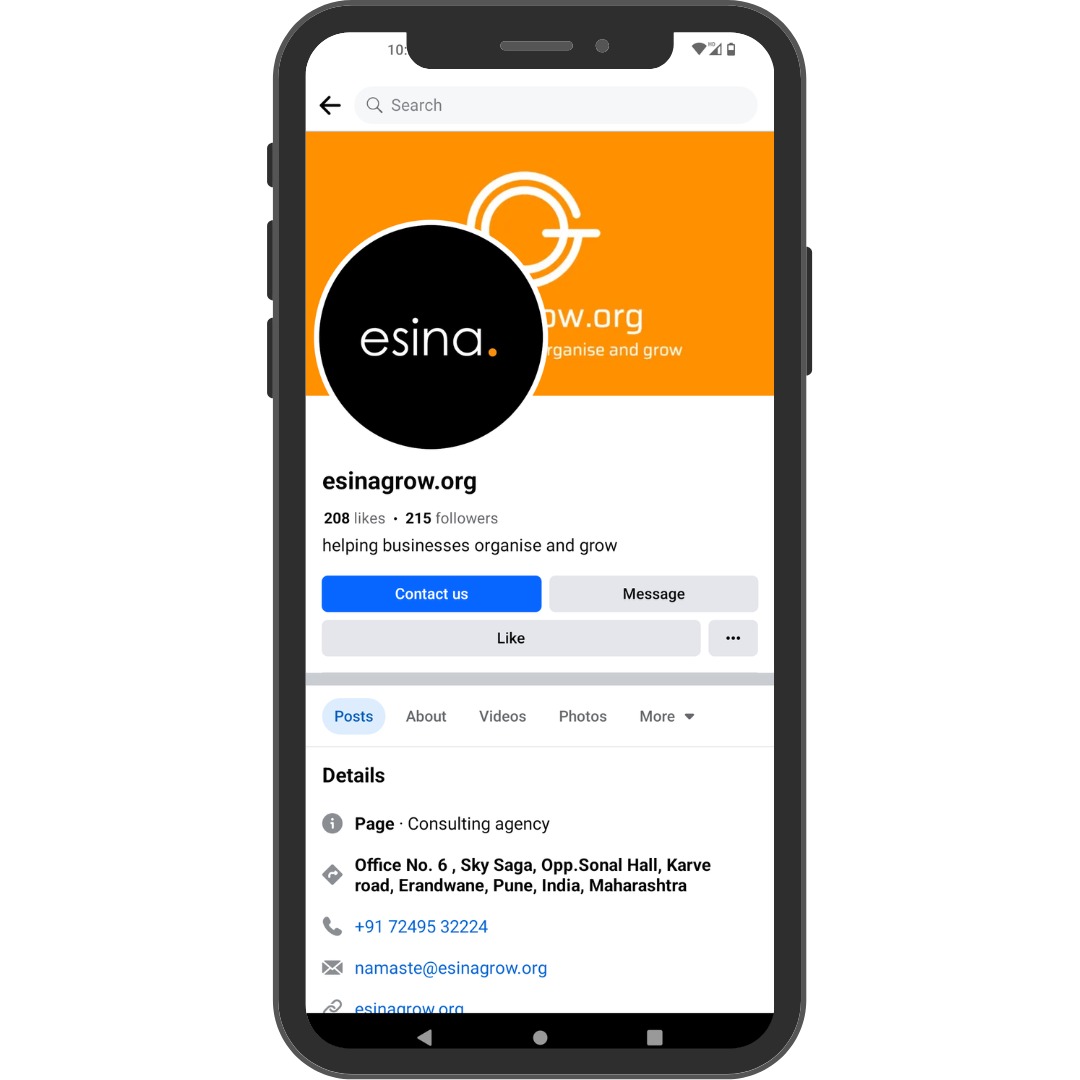 10:
Search
ow.org
rganise and grow
esina.
esinagrow.org
208 likes • 215 followers
helping businesses organise and grow
Contact us
Message
Like
Posts
About
Videos
Photos
More
Details
Page · Consulting agency
Office No. 6 , Sky Saga, Opp.Sonal Hall, Karve
road, Erandwane, Pune, India, Maharashtra
+91 72495 32224
namaste@esinagrow.org
esinagrow.org